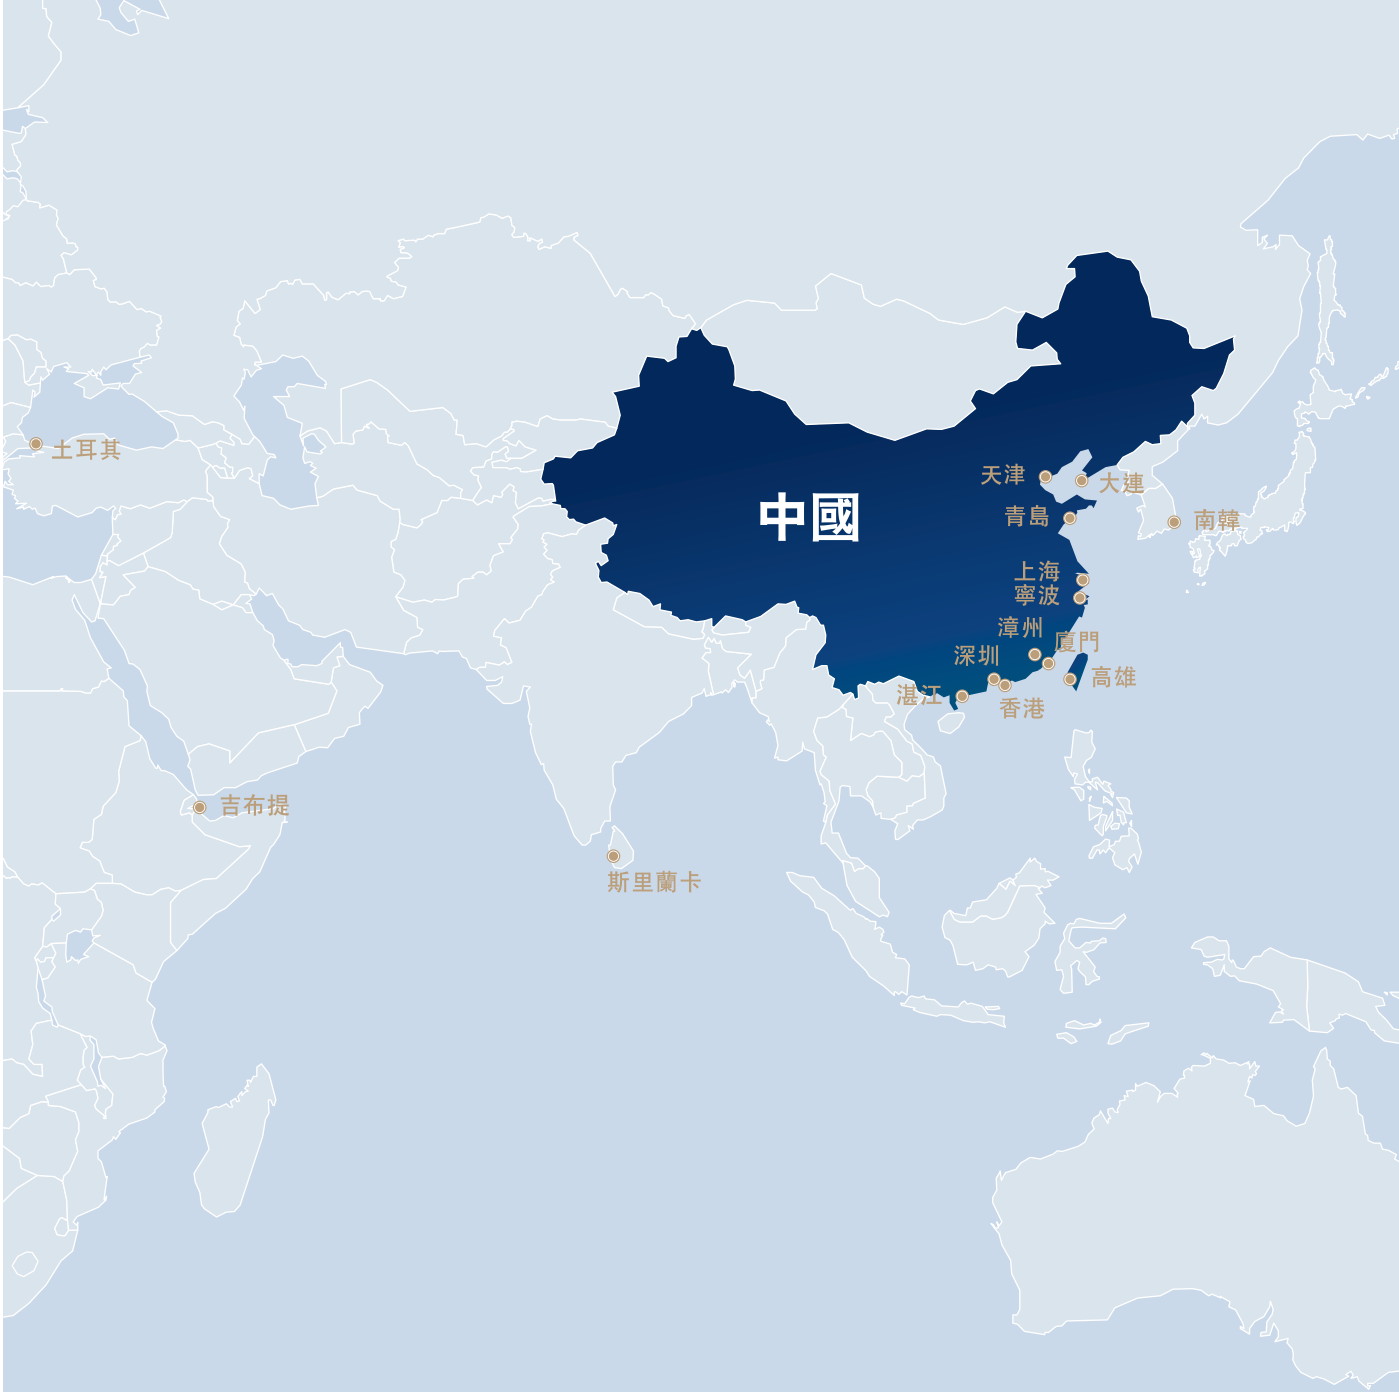 土耳其
天津
大連
中國
青島
南韓
上海
寧波
漳州
廈門
深圳
高雄
湛江
香港
吉布提
斯里蘭卡